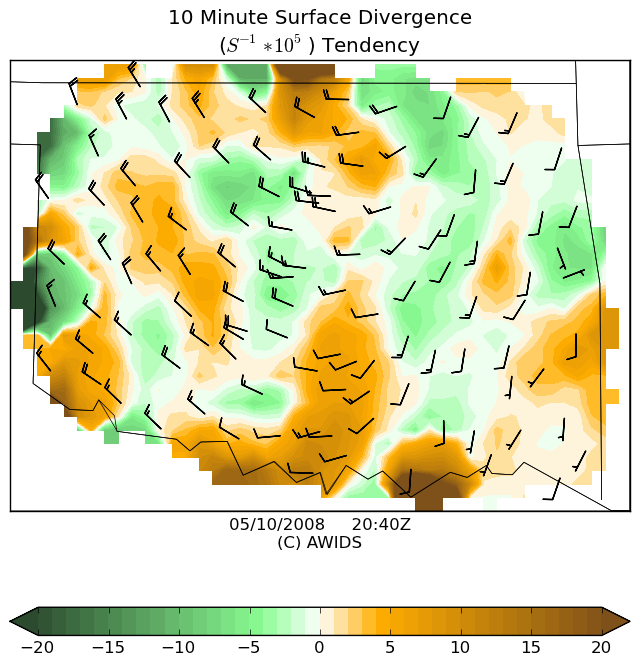 10 Minute Surface Divergence
(S⁻¹ * 10⁵ ) Tendency
05/10/2008 20:40Z
(C) AWIDS
−20 −15 −10 −5 0 5 10 15 20